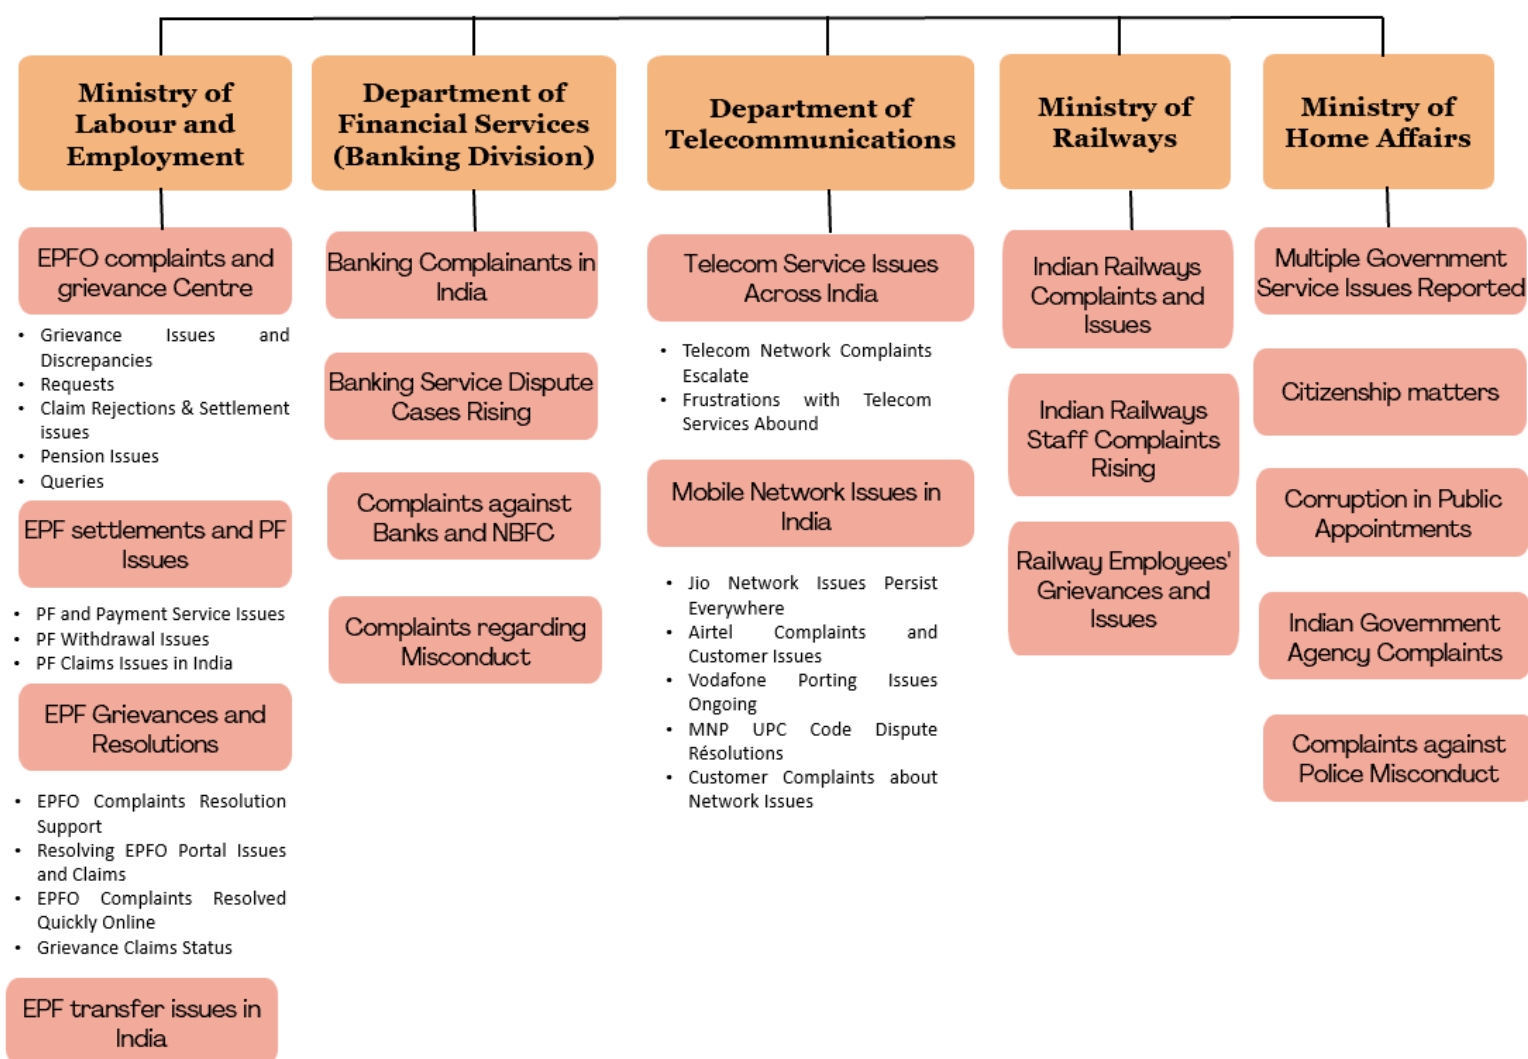 Ministry of
Labour and
Employment
EPFO complaints and
grievance Centre
• Grievance Issues and
Discrepancies
• Requests
• Claim Rejections & Settlement
issues
• Pension Issues
• Queries
EPF settlements and PF
Issues
• PF and Payment Service Issues
• PF Withdrawal Issues
• PF Claims Issues in India
EPF Grievances and
Resolutions
• EPFO Complaints Resolution
Support
• Resolving EPFO Portal Issues
and Claims
• EPFO Complaints Resolved
Quickly Online
• Grievance Claims Status
EPF transfer issues in
India
Department of
Financial Services
(Banking Division)
Banking Complainants in
India
Banking Service Dispute
Cases Rising
Complaints against
Banks and NBFC
Complaints regarding
Misconduct
Department of
Telecommunications
Telecom Service Issues
Across India
• Telecom Network Complaints
Escalate
• Frustrations with Telecom
Services Abound
Mobile Network Issues in
India
• Jio Network Issues Persist
Everywhere
• Airtel Complaints and
Customer Issues
• Vodafone Porting Issues
Ongoing
• MNP UPC Code Dispute
Résolutions
• Customer Complaints about
Network Issues
Ministry of
Railways
Indian Railways
Complaints and
Issues
Indian Railways
Staff Complaints
Rising
Railway Employees'
Grievances and
Issues
Ministry of
Home Affairs
Multiple Government
Service Issues Reported
Citizenship matters
Corruption in Public
Appointments
Indian Government
Agency Complaints
Complaints against
Police Misconduct